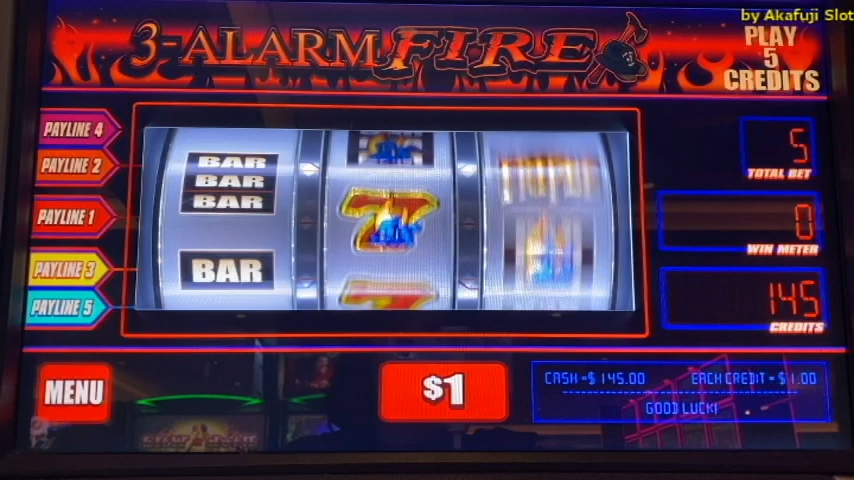 by Akafuji Slot
3-ALARM FIRE
PLAY
5
CREDITS
PAYLINE 4
PAYLINE 2
PAYLINE 1
PAYLINE 3
PAYLINE 5
BAR
BAR
BAR
BAR
7
7
5
TOTAL BET
0
WIN METER
145
CREDITS
MENU
$1
CASH = $ 145.00 EACH CREDIT = $ 1.00
GOOD LUCK!